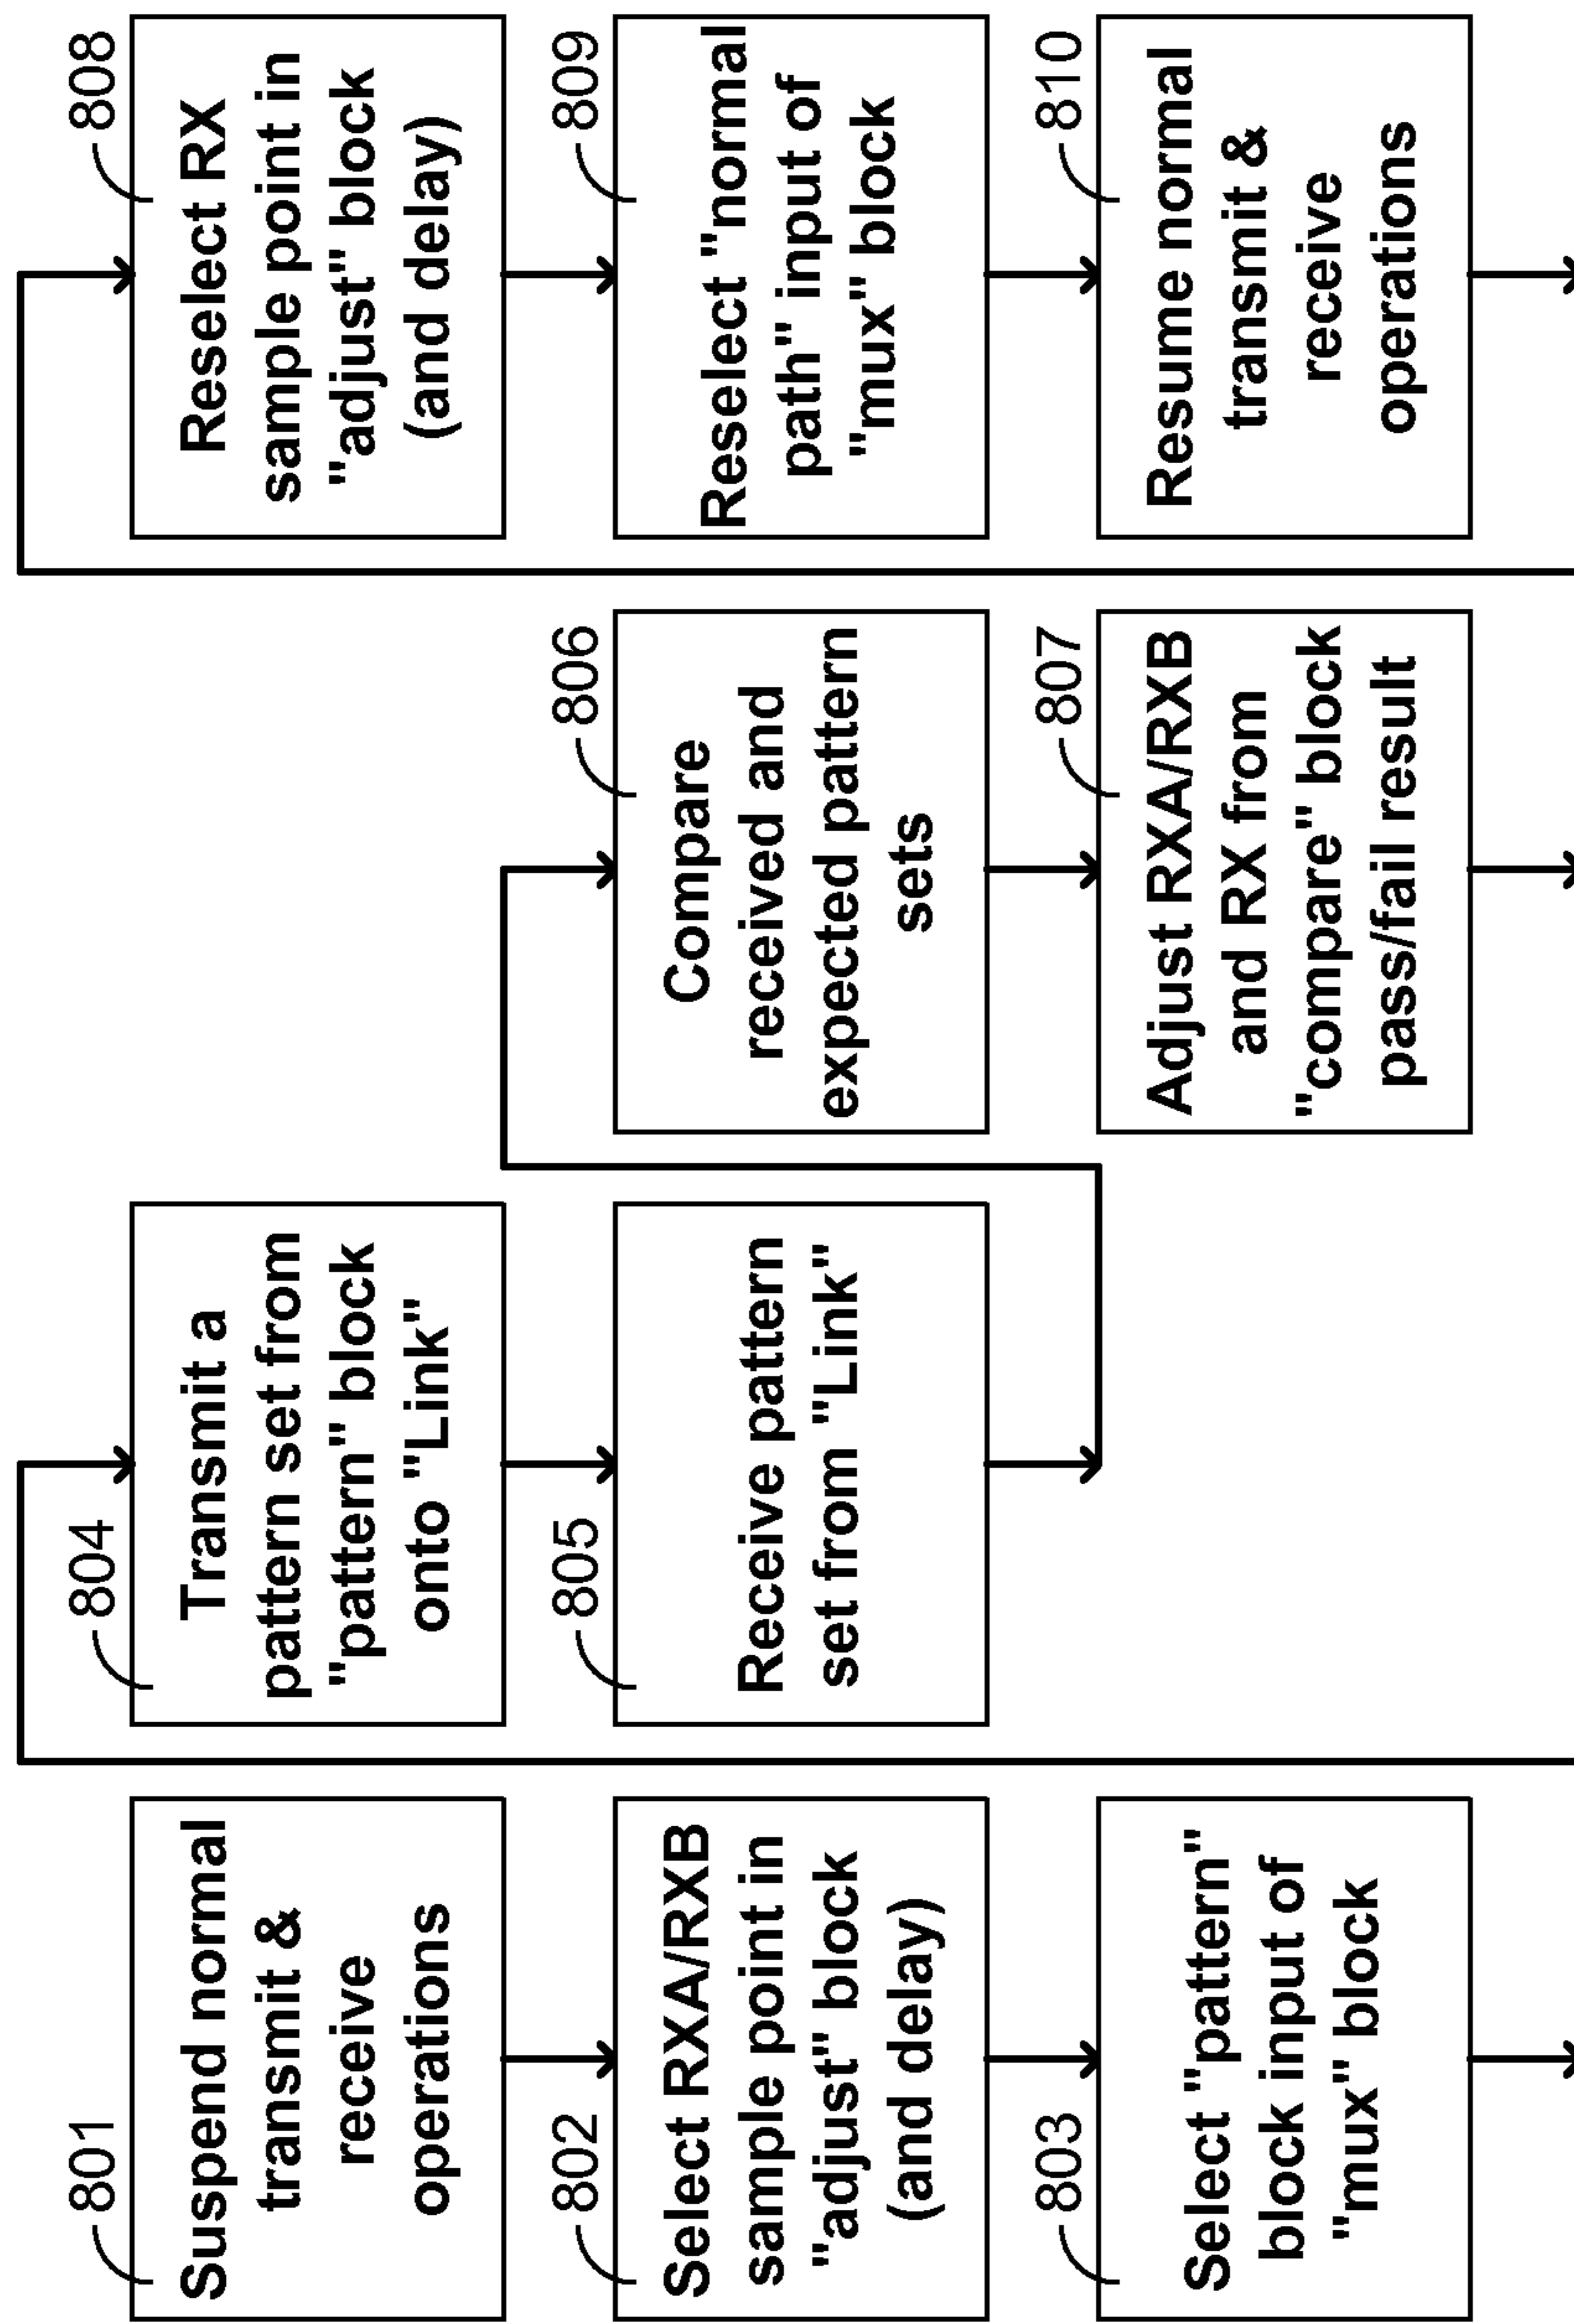 801
Suspend normal
transmit &
receive
operations
802
Select RXA/RXB
sample point in
"adjust" block
(and delay)
803
Select "pattern"
block input of
"mux" block
804
Transmit a
pattern set from
"pattern" block
onto "Link"
805
Receive pattern
set from "Link"
806
Compare
received and
expected pattern
sets
807
Adjust RXA/RXB
and RX from
"compare" block
pass/fail result
808
Reselect RX
sample point in
"adjust" block
(and delay)
809
Reselect "normal
path" input of
"mux" block
810
Resume normal
transmit &
receive
operations